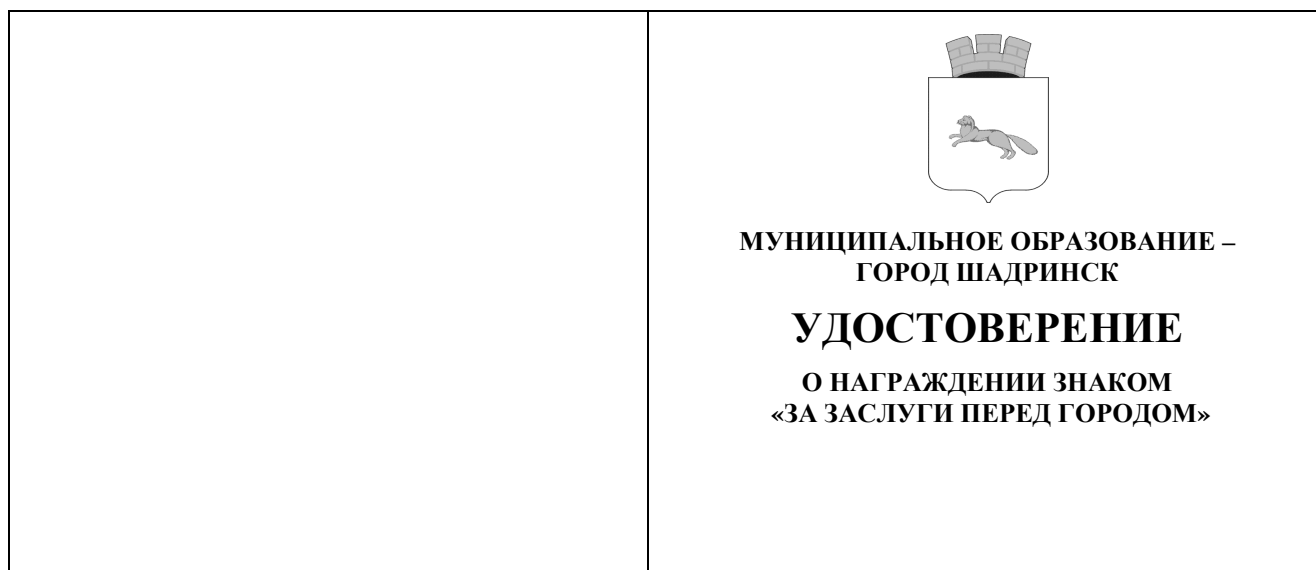 МУНИЦИПАЛЬНОЕ ОБРАЗОВАНИЕ –
ГОРОД ШАДРИНСК
УДОСТОВЕРЕНИЕ
О НАГРАЖДЕНИИ ЗНАКОМ
«ЗА ЗАСЛУГИ ПЕРЕД ГОРОДОМ»